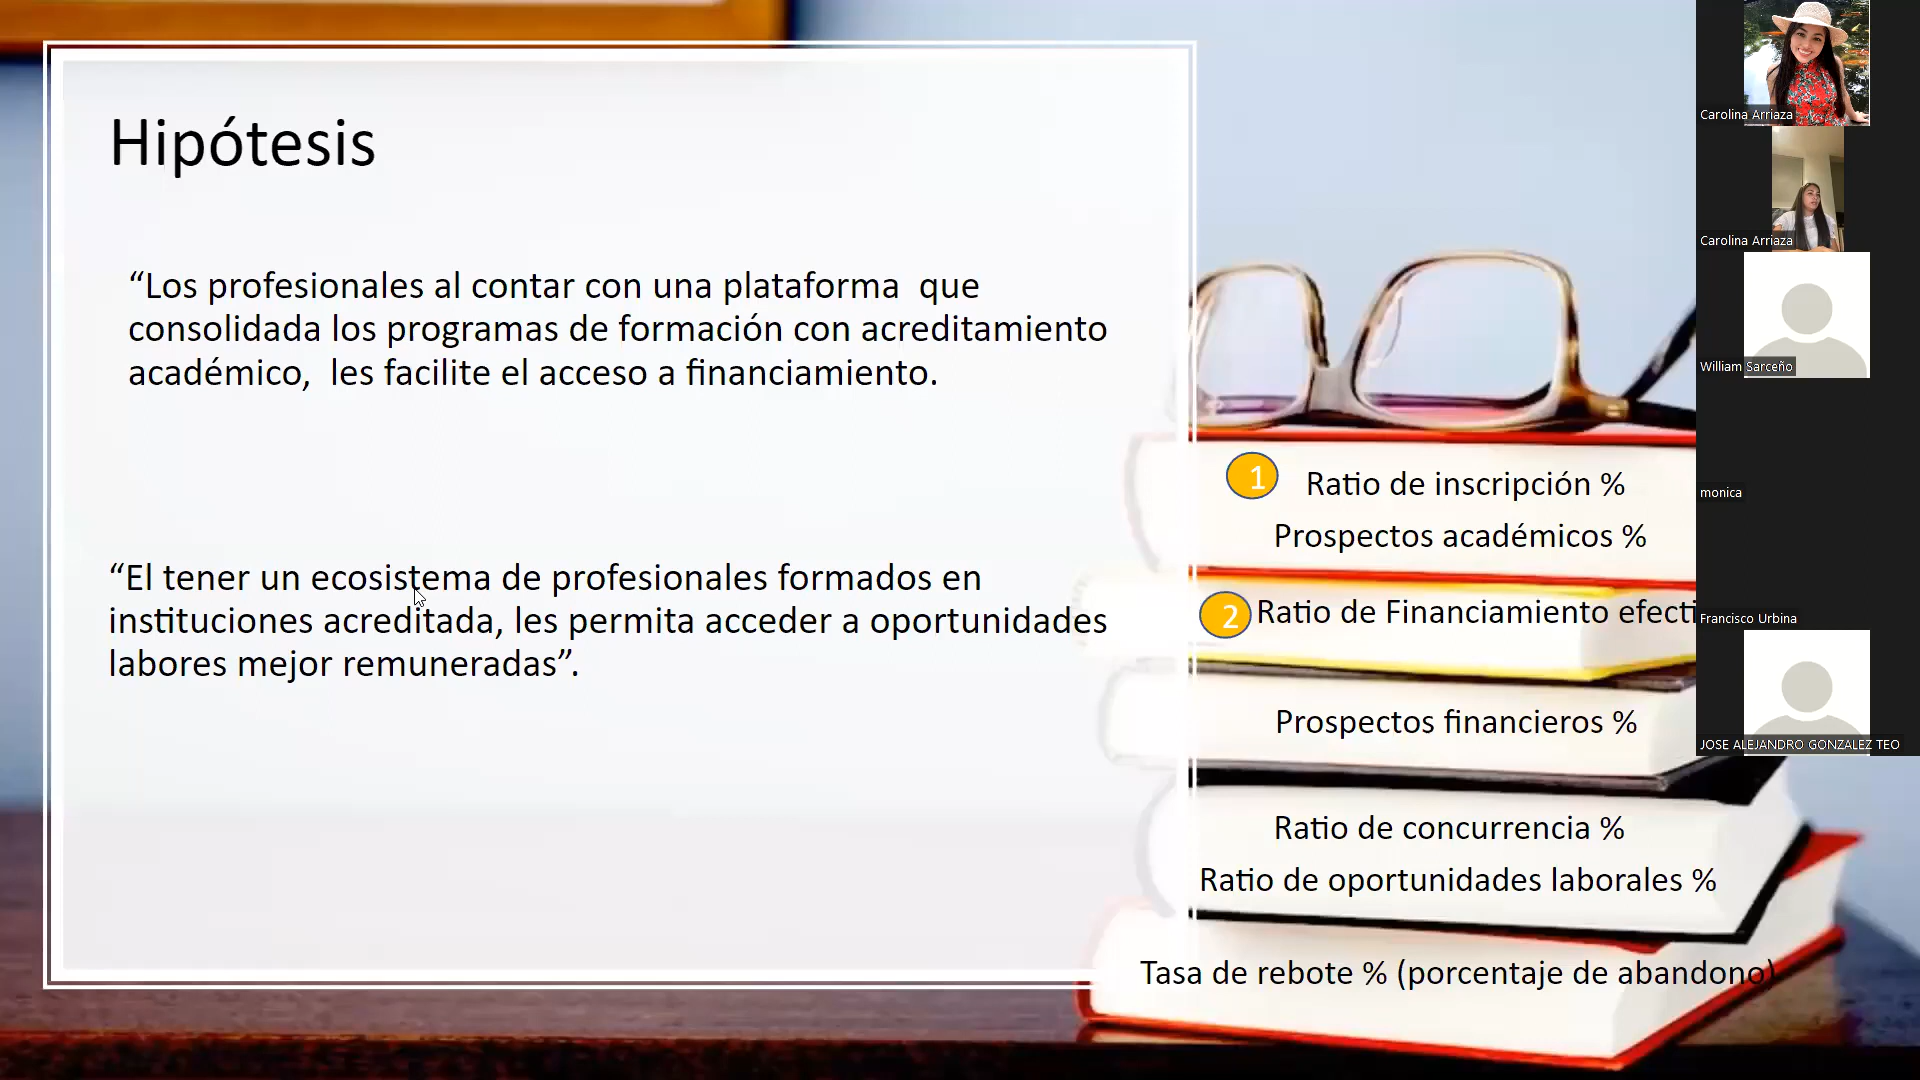 Hipótesis
“Los profesionales al contar con una plataforma  que
consolidada los programas de formación con acreditamiento
académico,  les facilite el acceso a financiamiento.
“El tener un ecosistema de profesionales formados en
instituciones acreditada, les permita acceder a oportunidades
labores mejor remuneradas”.
1 Ratio de inscripción %
Prospectos académicos %
2 Ratio de Financiamiento efecti
Prospectos financieros %
Ratio de concurrencia %
Ratio de oportunidades laborales %
Tasa de rebote % (porcentaje de abandono)
Carolina Arriaza
Carolina Arriaza
William Sarceño
monica
Francisco Urbina
JOSE ALEJANDRO GONZALEZ TEO